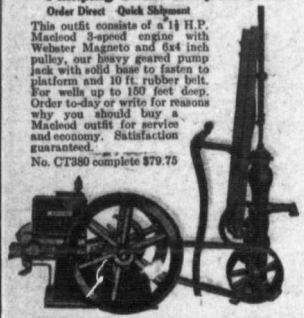 Order Direct Quick Shipment
This outfit consists of a 1½ H.P.
Macleod 3-speed engine with
Webster Magneto and 6x4 inch
pulley, our heavy geared pump
jack with solid base to fasten to
platform and 10 ft. rubber belt.
For wells up to 150 feet deep.
Order to-day or write for reasons
why you should buy a
Macleod outfit for service
and economy. Satisfaction
guaranteed.
No. CT380 complete $79.75